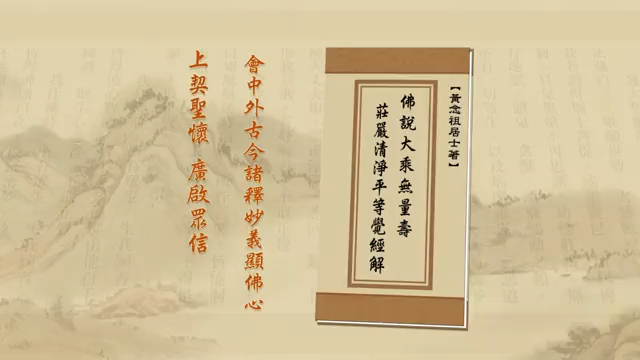 【黃念祖居士著】
佛說大乘無量壽
莊嚴清淨平等覺經解
會中外古今諸釋妙義顯佛心
上契聖懷 廣啟眾信